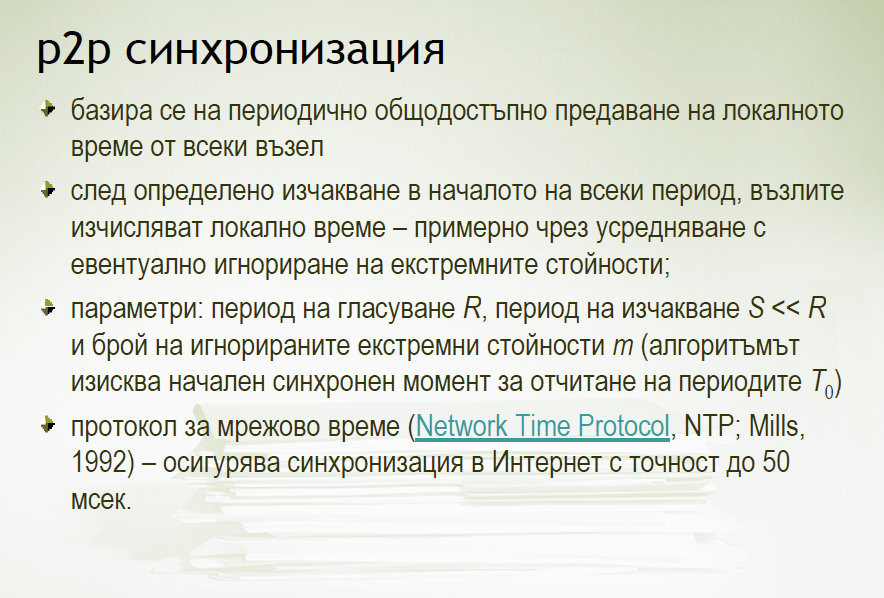 p2p синхронизация
базира се на периодично общодостъпно предаване на локалното
време от всеки възел
след определено изчакване в началото на всеки период, възлите
изчисляват локално време – примерно чрез усредняване с
евентуално игнориране на екстремните стойности;
параметри: период на гласуване R, период на изчакване S << R
и брой на игнорираните екстремни стойности m (алгоритъмът
изисква начален синхронен момент за отчитане на периодите T0)
протокол за мрежово време (Network Time Protocol, NTP; Mills,
1992) – осигурява синхронизация в Интернет с точност до 50
мсек.